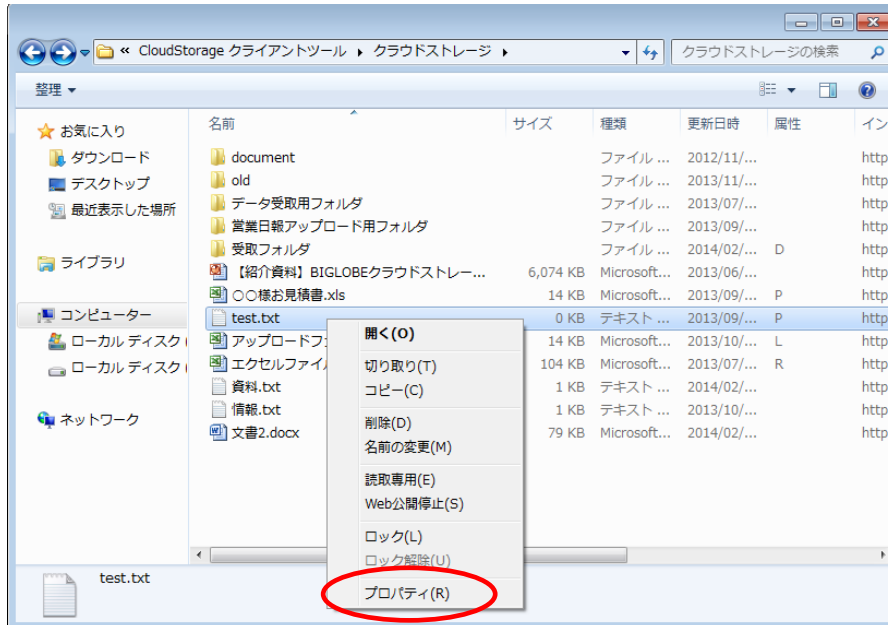 « CloudStorage クライアントツール ▸ クラウドストレージ ▸ クラウドストレージの検索
整理 ▼
名前 サイズ 種類 更新日時 属性 イン
お気に入り
ダウンロード
デスクトップ
最近表示した場所
ライブラリ
コンピューター
ローカル ディスク (
ローカル ディスク (
ネットワーク
document ファイル ... 2012/11/... http
old ファイル ... 2013/11/... http
データ受取用フォルダ ファイル ... 2013/07/... http
営業日報アップロード用フォルダ ファイル ... 2013/09/... http
受取フォルダ ファイル ... 2014/02/... D http
【紹介資料】BIGLOBEクラウドストレー... 6,074 KB Microsoft... 2013/06/... http
○○様お見積書.xls 14 KB Microsoft... 2013/09/... P http
test.txt 0 KB テキスト ... 2013/09/... P http
アップロードフ 14 KB Microsoft... 2013/10/... L http
エクセルファイ 104 KB Microsoft... 2013/07/... R http
資料.txt 1 KB テキスト ... 2014/02/... http
情報.txt 1 KB テキスト ... 2013/10/... http
文書2.docx 79 KB Microsoft... 2014/02/... http
開く(O)
切り取り(T)
コピー(C)
削除(D)
名前の変更(M)
読取専用(E)
Web公開停止(S)
ロック(L)
ロック解除(U)
プロパティ(R)
test.txt